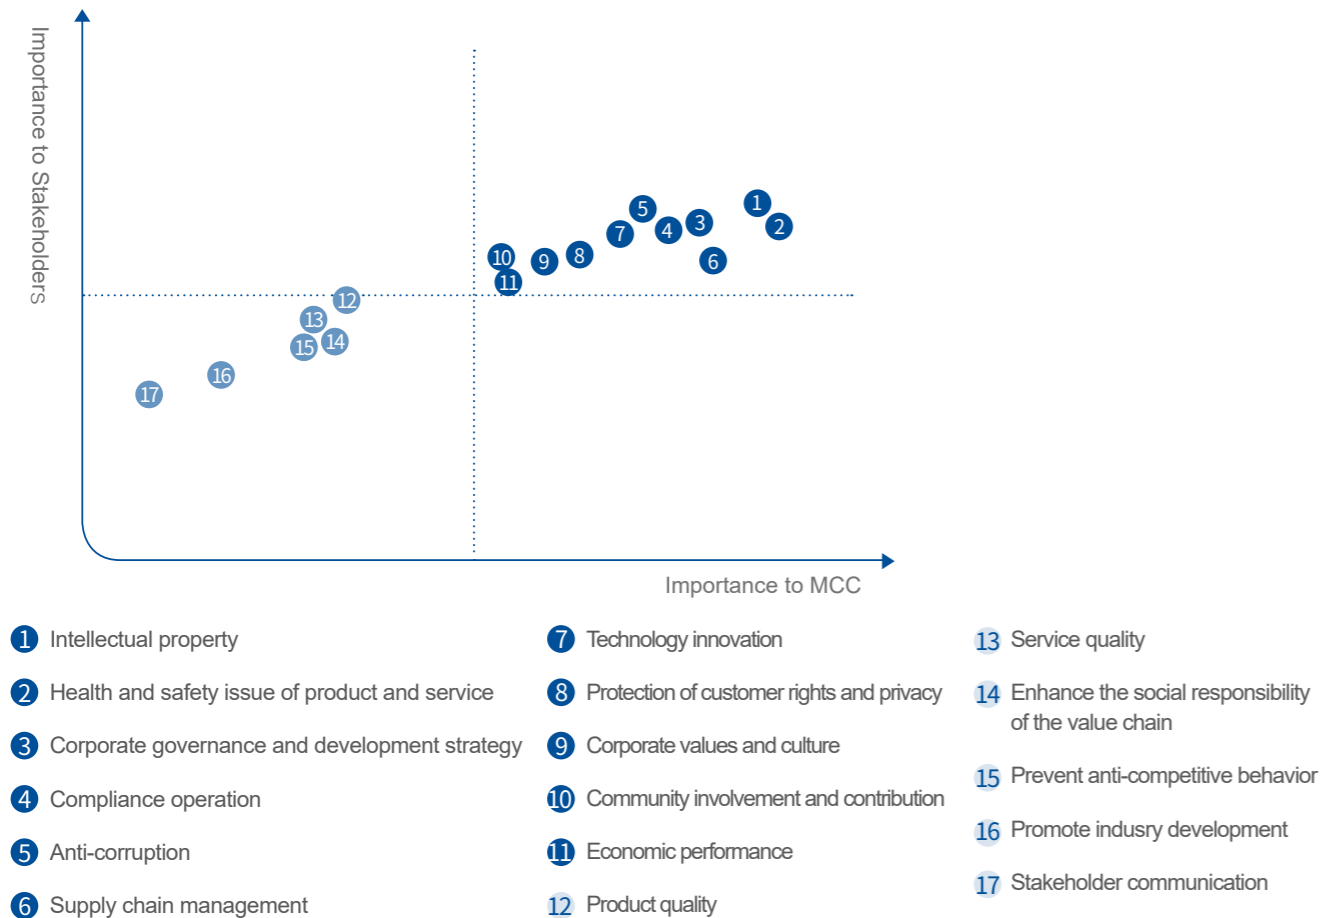 Importance to Stakeholders
5
1
3
2
7
4
10
8
9
6
11
12
13
14
15
16
17
Importance to MCC
1 Intellectual property
2 Health and safety issue of product and service
3 Corporate governance and development strategy
4 Compliance operation
5 Anti-corruption
6 Supply chain management
7 Technology innovation
8 Protection of customer rights and privacy
9 Corporate values and culture
10 Community involvement and contribution
11 Economic performance
12 Product quality
13 Service quality
14 Enhance the social responsibility
of the value chain
15 Prevent anti-competitive behavior
16 Promote indusry development
17 Stakeholder communication